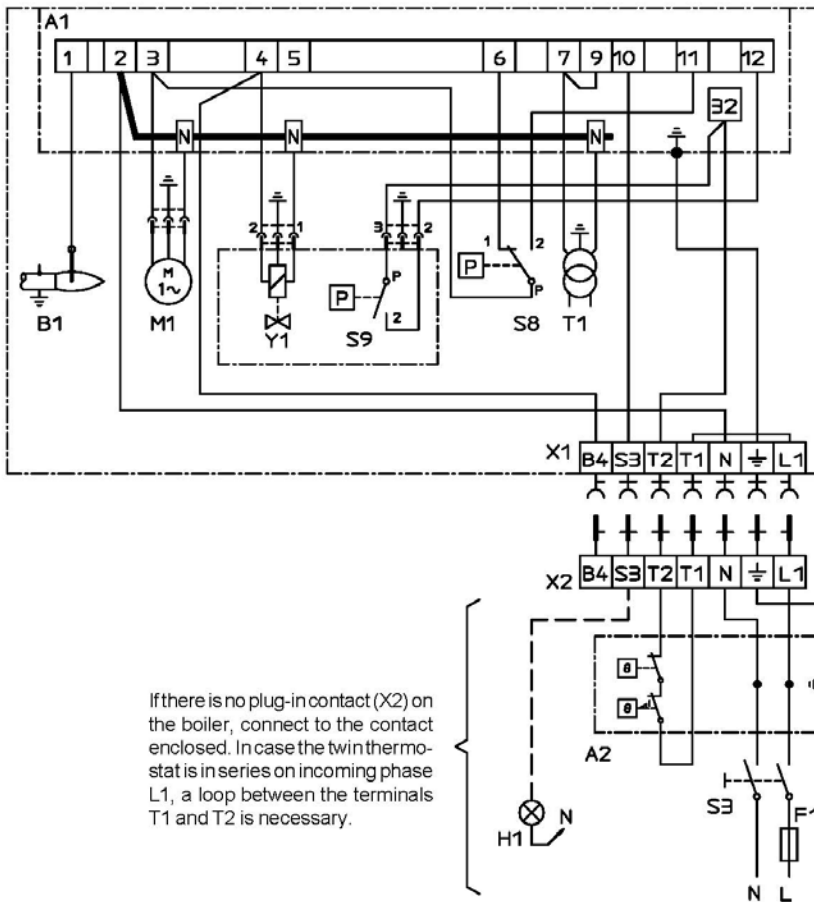 A1
1 2 3 4 5 6 7 9 10 11 12
32
N N N
2 1 3 2 1 2
M
1~
P P P P
2
B1 M1 Y1 S9 S8 T1
X1 B4 S3 T2 T1 N L1
X2 B4 S3 T2 T1 N L1
θ
θ
A2
If there is no plug-in contact (X2) on
the boiler, connect to the contact
enclosed. In case the twin thermo-
stat is in series on incoming phase
L1, a loop between the terminals
T1 and T2 is necessary.
S3 F1
H1 N
N L